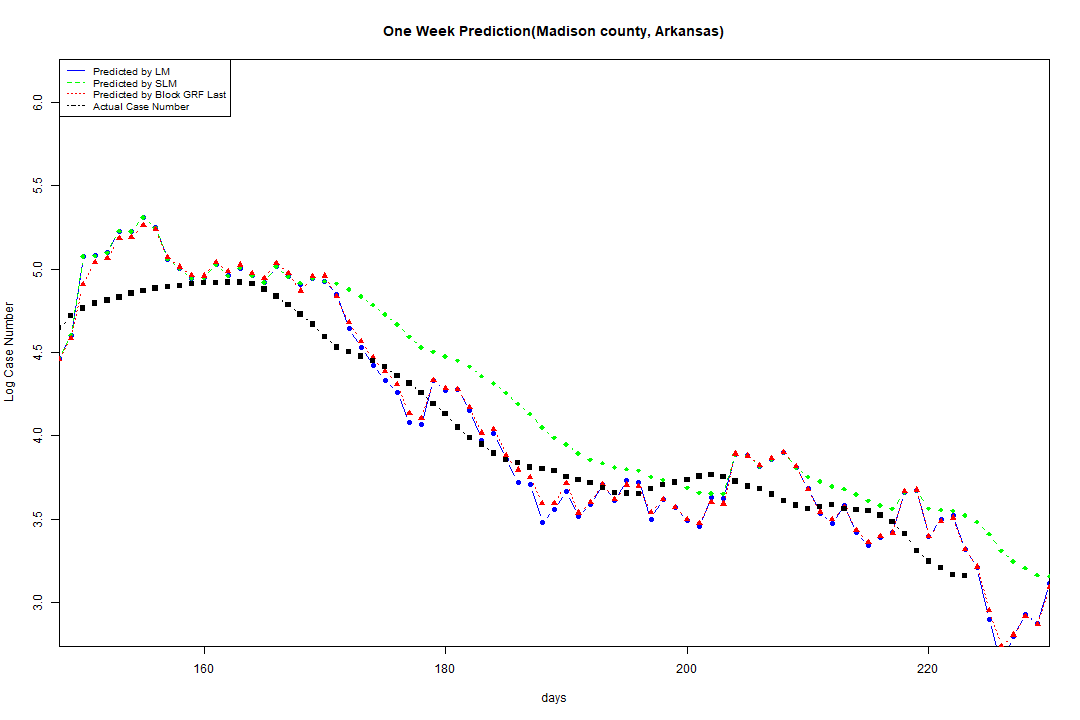 One Week Prediction(Madison county, Arkansas)
Predicted by LM
Predicted by SLM
Predicted by Block GRF Last
Actual Case Number
6.0
5.5
5.0
4.5
4.0
3.5
3.0
Log Case Number
160 180 200 220
days